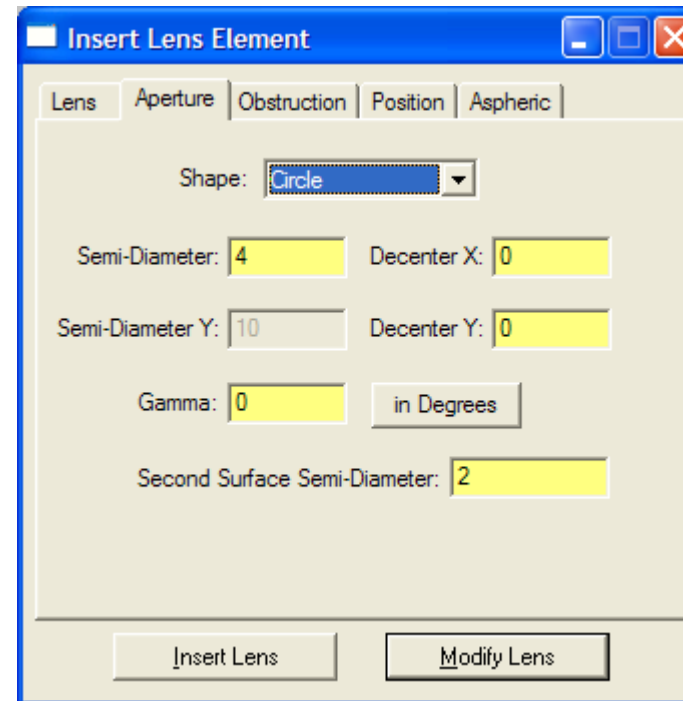 Insert Lens Element
Lens Aperture Obstruction Position Aspheric
Shape: Circle
Semi-Diameter: 4 Decenter X: 0
Semi-Diameter Y: 10 Decenter Y: 0
Gamma: 0 in Degrees
Second Surface Semi-Diameter: 2
Insert Lens Modify Lens